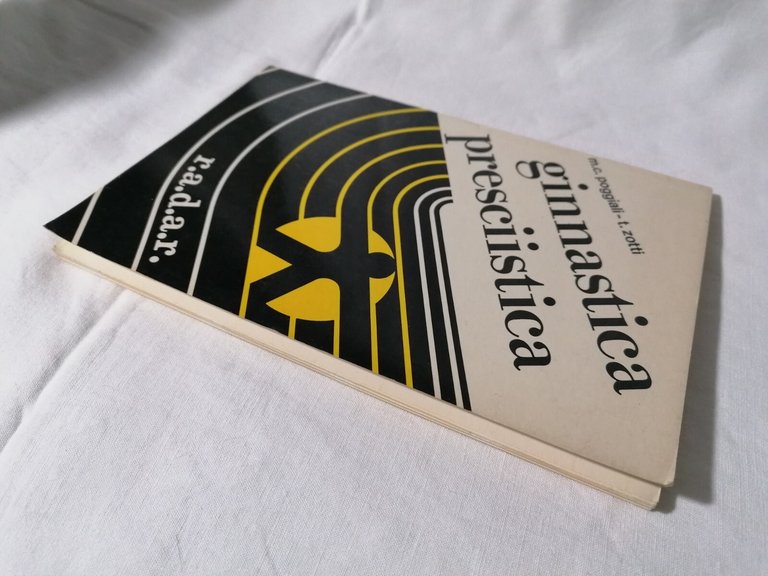 m.c. poggiali-t. zotti
ginnastica
presciistica
r.a.d.a.r.